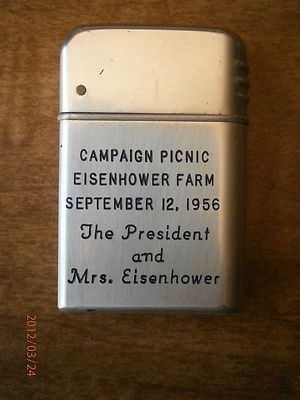 CAMPAIGN PICNIC
EISENHOWER FARM
SEPTEMBER 12, 1956
The President
and
Mrs. Eisenhower
2012/03/24